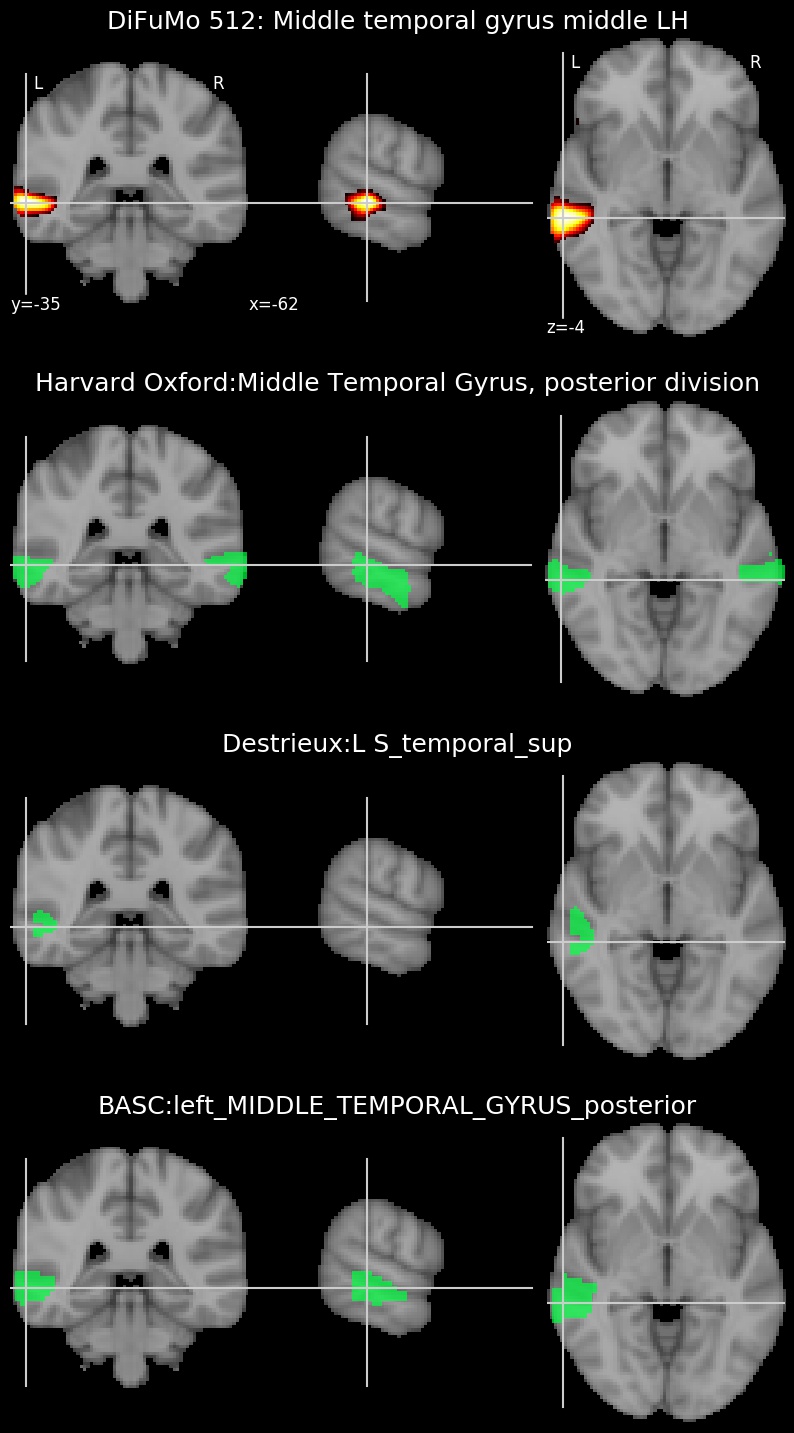 DiFuMo 512: Middle temporal gyrus middle LH
L R L R
y=-35 x=-62 z=-4
Harvard Oxford:Middle Temporal Gyrus, posterior division
Destrieux:L S_temporal_sup
BASC:left_MIDDLE_TEMPORAL_GYRUS_posterior